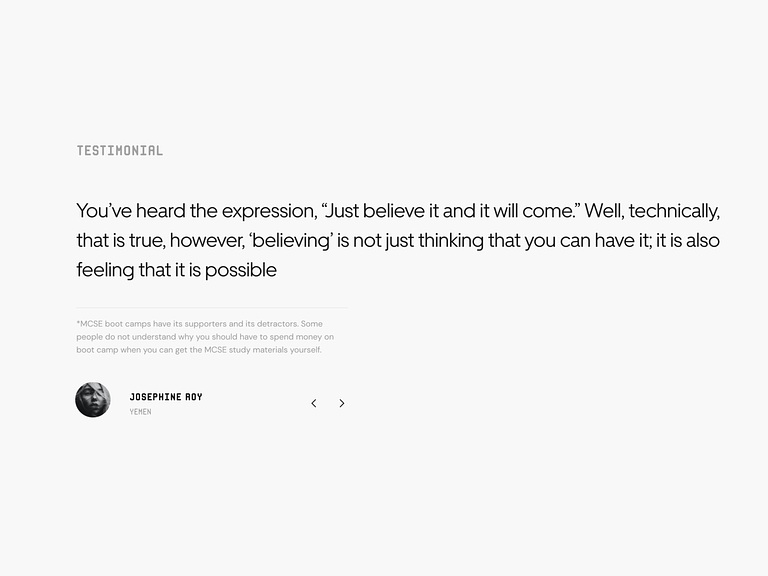 TESTIMONIAL
You’ve heard the expression, “Just believe it and it will come.” Well, technically,
that is true, however, ‘believing’ is not just thinking that you can have it; it is also
feeling that it is possible
*MCSE boot camps have its supporters and its detractors. Some
people do not understand why you should have to spend money on
boot camp when you can get the MCSE study materials yourself.
JOSEPHINE ROY
YEMEN